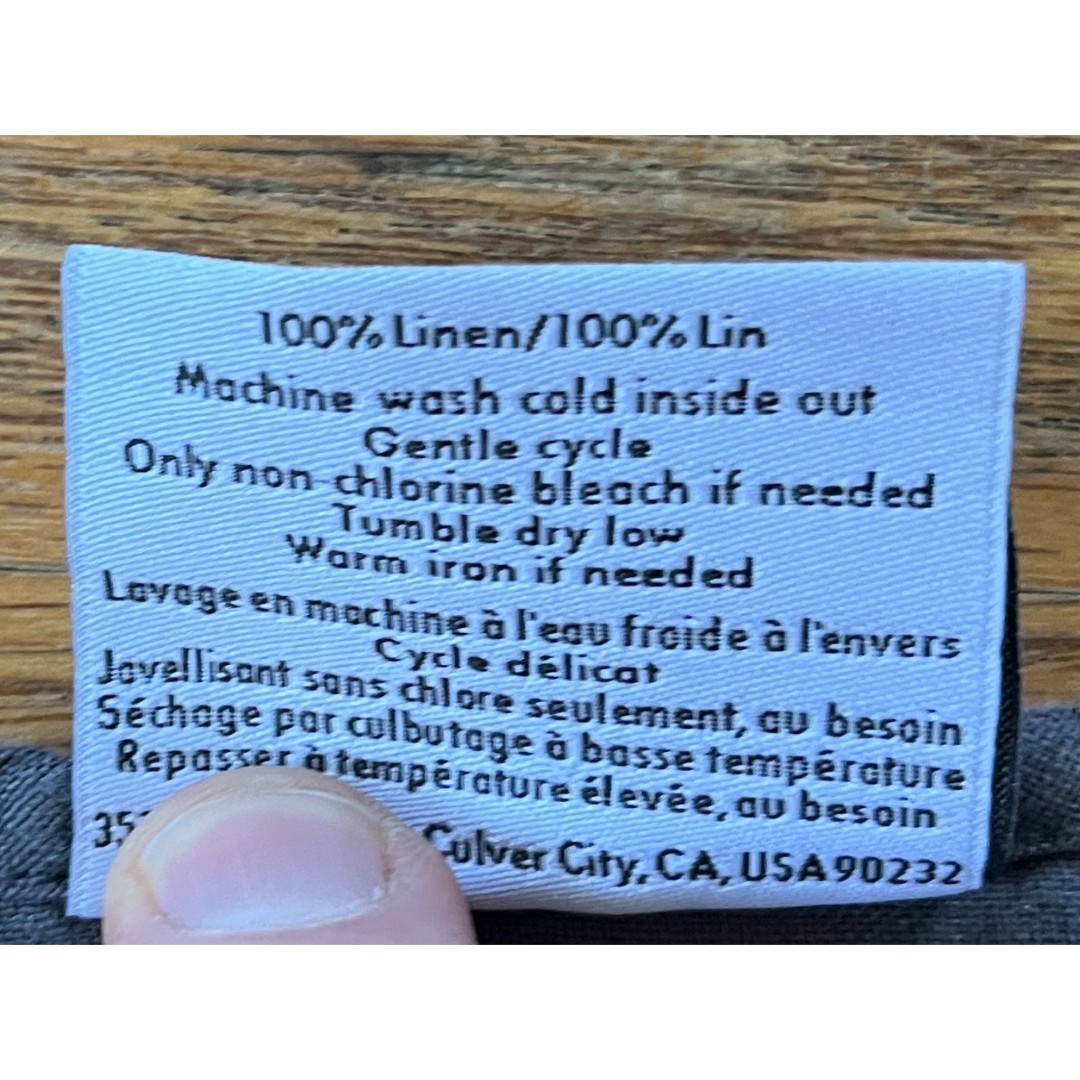 100% Linen/100% Lin
Machine wash cold inside out
Gentle cycle
Only non-chlorine bleach if needed
Tumble dry low
Warm iron if needed
Lavage en machine à l'eau froide à l'envers
Cycle délicat
Javellisant sans chlore seulement, au besoin
Séchage par culbutage à basse température
Repasser à température élevée, au besoin
Culver City, CA, USA 90232